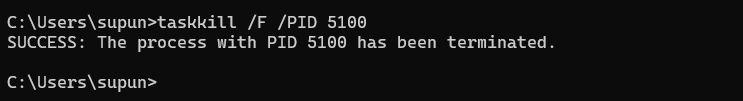 C:\Users\supun>taskkill /F /PID 5100
SUCCESS: The process with PID 5100 has been terminated.
C:\Users\supun>